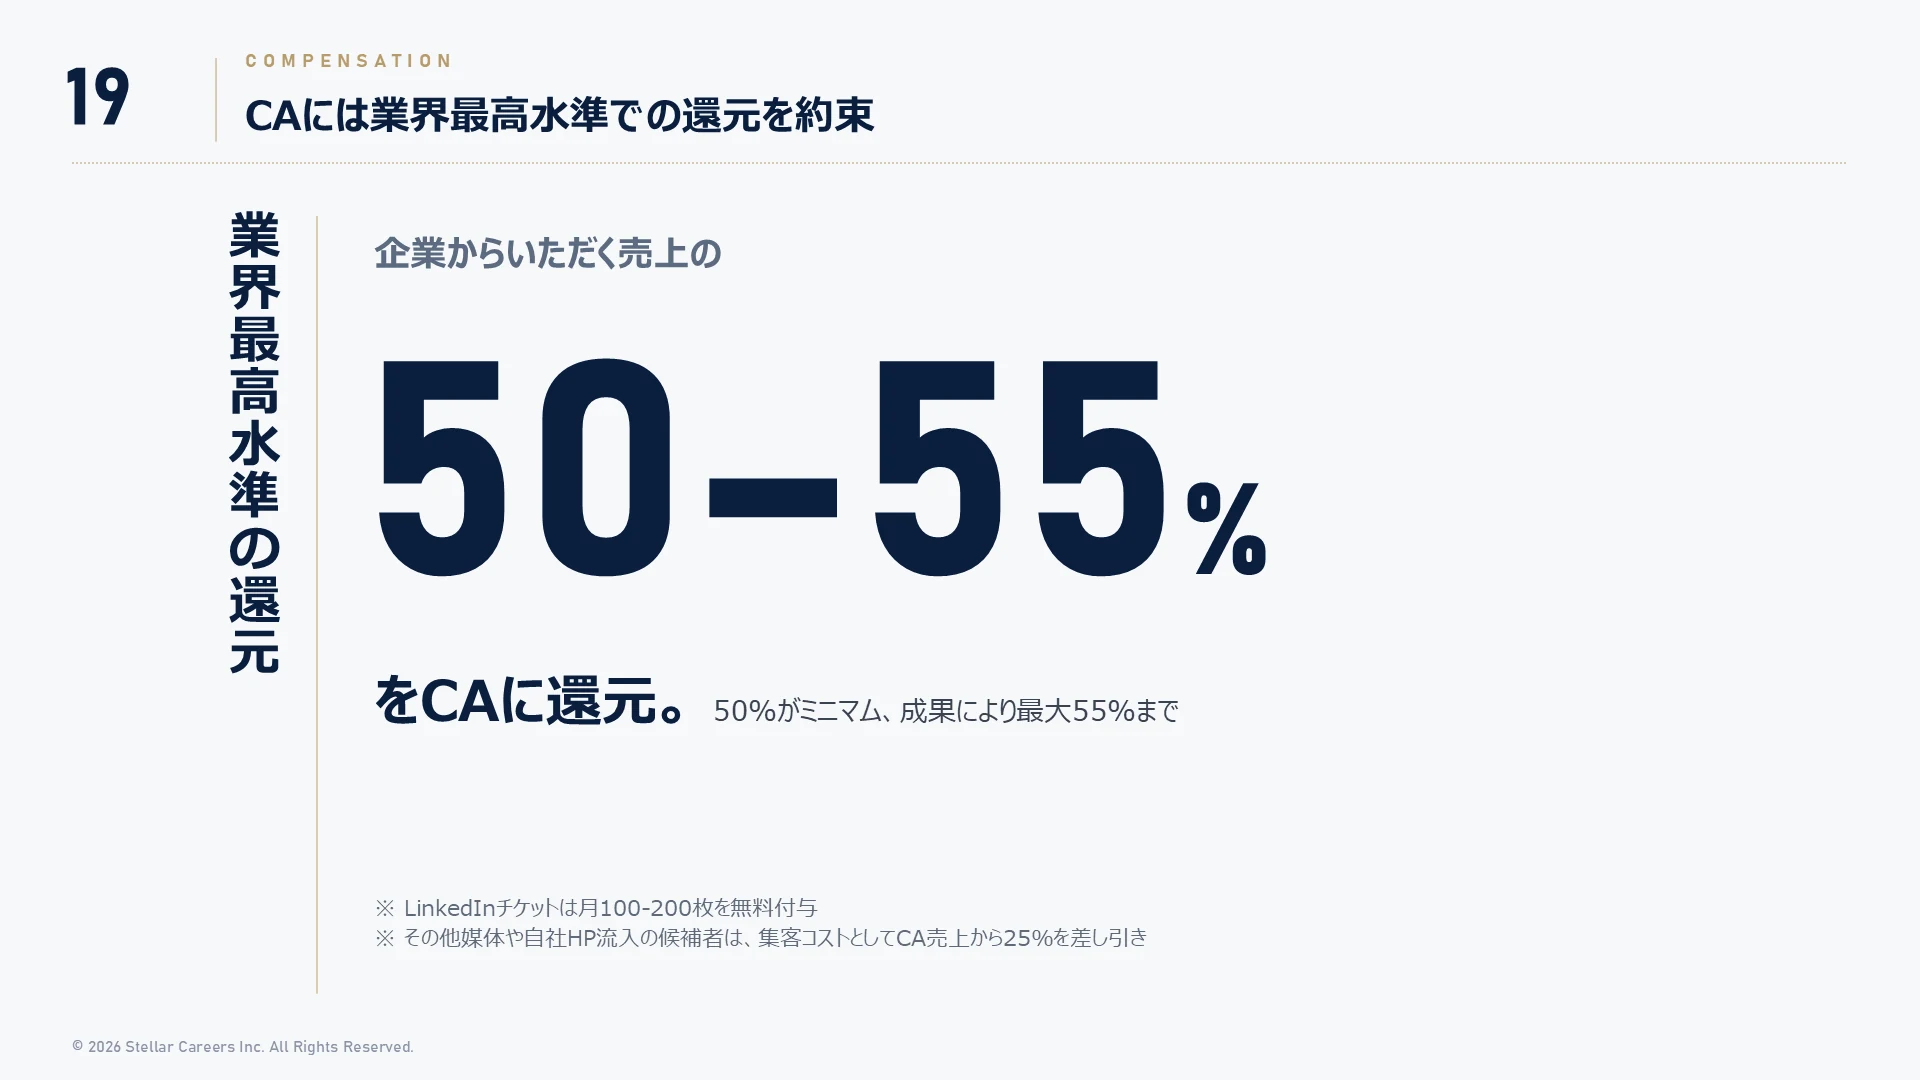 19
COMPENSATION
CAには業界最高水準での還元を約束
業界最高水準の還元
企業からいただく売上の
50–55%
をCAに還元。 50%がミニマム、成果により最大55%まで
※ LinkedInチケットは月100-200枚を無料付与
※ その他媒体や自社HP流入の候補者は、集客コストとしてCA売上から25%を差し引き
© 2026 Stellar Careers Inc. All Rights Reserved.